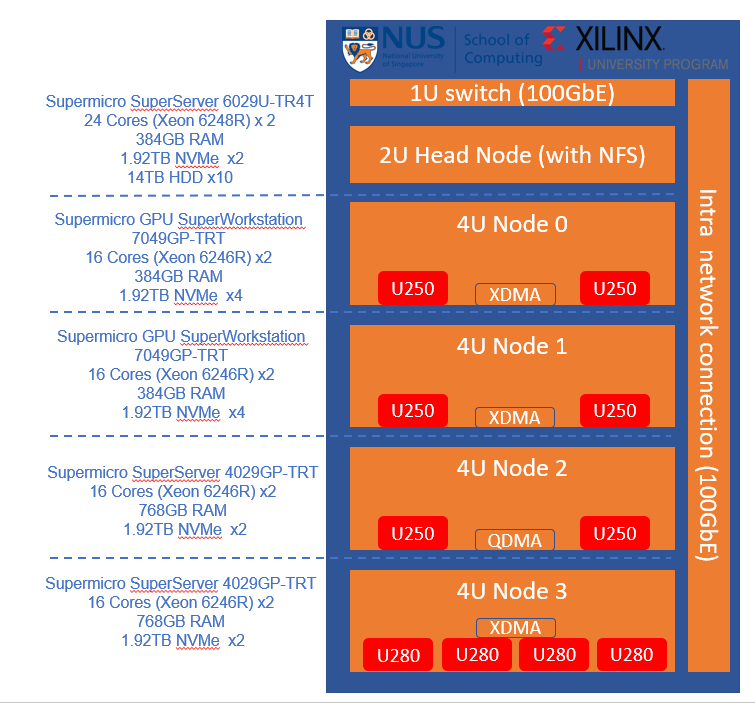 NUS
National University
of Singapore
School of
Computing
XILINX
UNIVERSITY PROGRAM
Supermicro SuperServer 6029U-TR4T
24 Cores (Xeon 6248R) x 2
384GB RAM
1.92TB NVMe x2
14TB HDD x10
1U switch (100GbE)
2U Head Node (with NFS)
Supermicro GPU SuperWorkstation
7049GP-TRT
16 Cores (Xeon 6246R) x2
384GB RAM
1.92TB NVMe x4
4U Node 0
U250
XDMA
U250
Supermicro GPU SuperWorkstation
7049GP-TRT
16 Cores (Xeon 6246R) x2
384GB RAM
1.92TB NVMe x4
4U Node 1
U250
XDMA
U250
Supermicro SuperServer 4029GP-TRT
16 Cores (Xeon 6246R) x2
768GB RAM
1.92TB NVMe x2
4U Node 2
U250
QDMA
U250
Supermicro SuperServer 4029GP-TRT
16 Cores (Xeon 6246R) x2
768GB RAM
1.92TB NVMe x2
4U Node 3
XDMA
U280
U280
U280
U280
Intra network connection (100GbE)